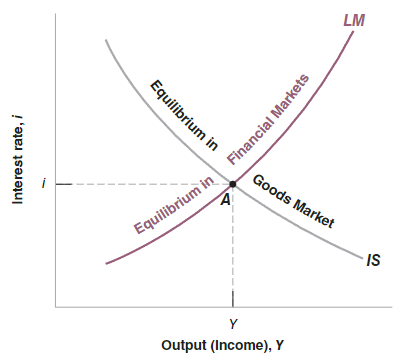 LM
Equilibrium in
Financial Markets
Interest rate, i
i
Equilibrium in
A
Goods Market
IS
Y
Output (Income), Y